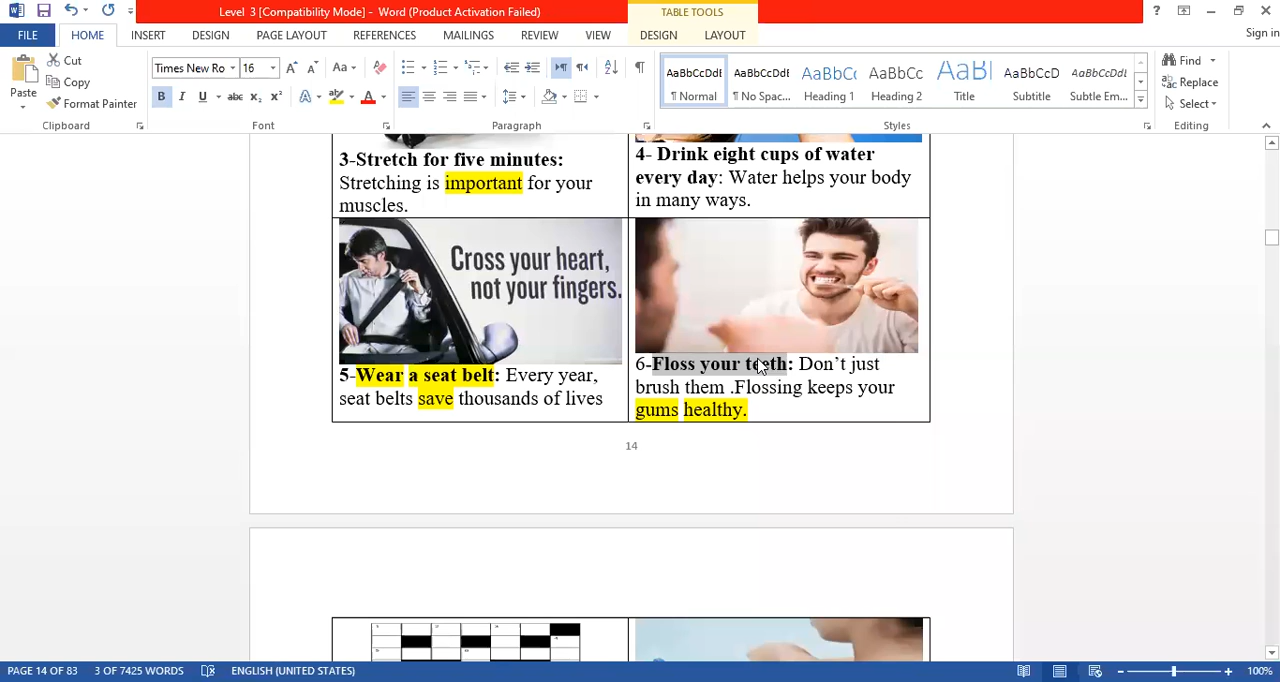 Level 3 [Compatibility Mode] - Word (Product Activation Failed)
TABLE TOOLS
?
FILE
HOME
INSERT
DESIGN
PAGE LAYOUT
REFERENCES
MAILINGS
REVIEW
VIEW
DESIGN
LAYOUT
Sign in
Paste
Cut
Copy
Format Painter
Clipboard
Times New Ro
16
Aa
B I U abc x₂ x²
A
Font
Paragraph
AaBbCcDdE
¶ Normal
AaBbCcDdE
¶ No Spac...
AaBbCc
Heading 1
AaBbCc
Heading 2
AaBl
Title
AaBbCcD
Subtitle
AaBbCcDdE
Subtle Em...
Styles
Find
Replace
Select
Editing
3-Stretch for five minutes:
Stretching is important for your
muscles.
4- Drink eight cups of water
every day: Water helps your body
in many ways.
Cross your heart,
not your fingers.
5-Wear a seat belt: Every year,
seat belts save thousands of lives
6-Floss your teeth: Don’t just
brush them .Flossing keeps your
gums healthy.
14
PAGE 14 OF 83
3 OF 7425 WORDS
ENGLISH (UNITED STATES)
100%